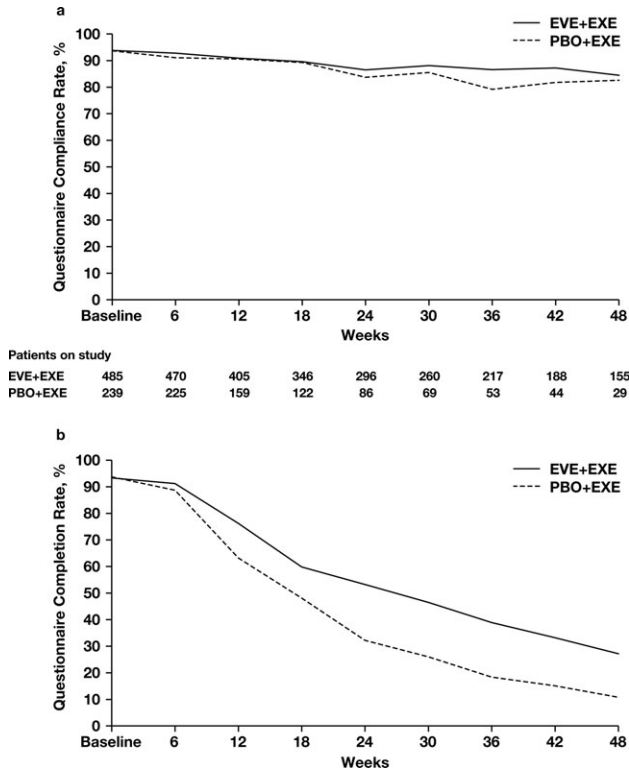 a
EVE+EXE
PBO+EXE
Questionnaire Compliance Rate, %
100
90
80
70
60
50
40
30
20
10
0
Baseline 6 12 18 24 30 36 42 48
Weeks
Patients on study
EVE+EXE 485 470 405 346 296 260 217 188 155
PBO+EXE 239 225 159 122 86 69 53 44 29
b
EVE+EXE
PBO+EXE
Questionnaire Completion Rate, %
100
90
80
70
60
50
40
30
20
10
0
Baseline 6 12 18 24 30 36 42 48
Weeks